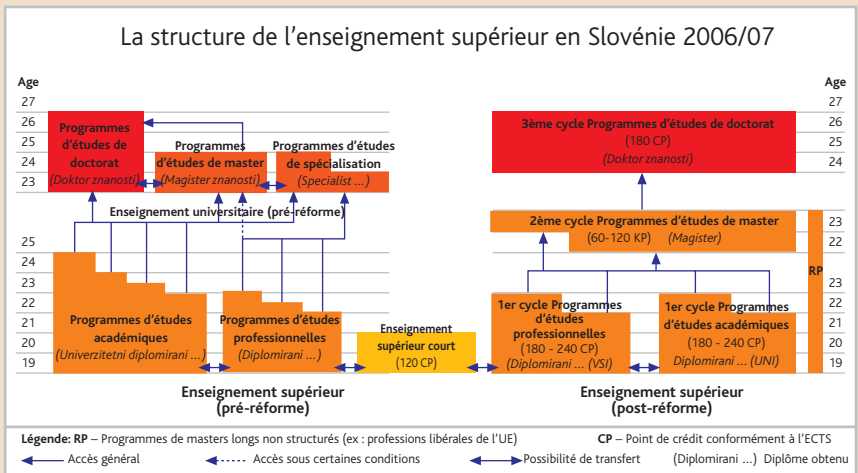 La structure de l'enseignement supérieur en Slovénie 2006/07
Age
27
26
25
24
23
25
24
23
22
21
20
19
Programmes
d'études de
doctorat
(Doktor znanosti)
Programmes
d'études de master
(Magister znanosti)
Programmes d'études
de spécialisation
(Specialist ...)
Enseignement universitaire (pré-réforme)
Programmes d'études
académiques
(Univerzitetni diplomirani ...)
Programmes d'études
professionnelles
(Diplomirani ...)
Enseignement
supérieur court
(120 CP)
Enseignement supérieur
(pré-réforme)
Age
27
26
25
24
23
22
23
22
21
20
19
3ème cycle Programmes d'études de doctorat
(180 CP)
(Doktor znanosti)
2ème cycle Programmes d'études de master
(60-120 KP) (Magister)
RP
1er cycle Programmes
d'études
professionnelles
(180 - 240 CP)
(Diplomirani ... (VSI)
1er cycle Programmes
d'études académiques
(180 - 240 CP)
Diplomirani ... (UNI)
Enseignement supérieur
(post-réforme)
Légende: RP – Programmes de masters longs non structurés (ex : professions libérales de l'UE)
CP – Point de crédit conformément à l'ECTS
Accès général
Accès sous certaines conditions
Possibilité de transfert
(Diplomirani ...) Diplôme obtenu